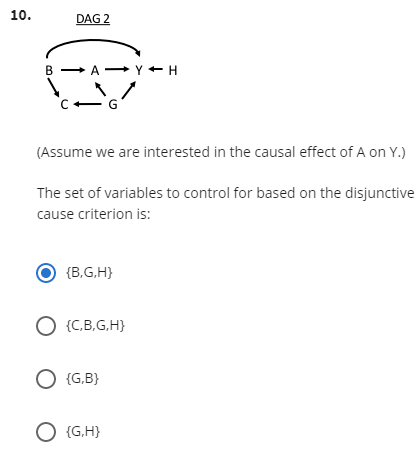 10.
DAG 2
B A Y H
C G
(Assume we are interested in the causal effect of A on Y.)
The set of variables to control for based on the disjunctive
cause criterion is:
{B,G,H}
{C,B,G,H}
{G,B}
{G,H}